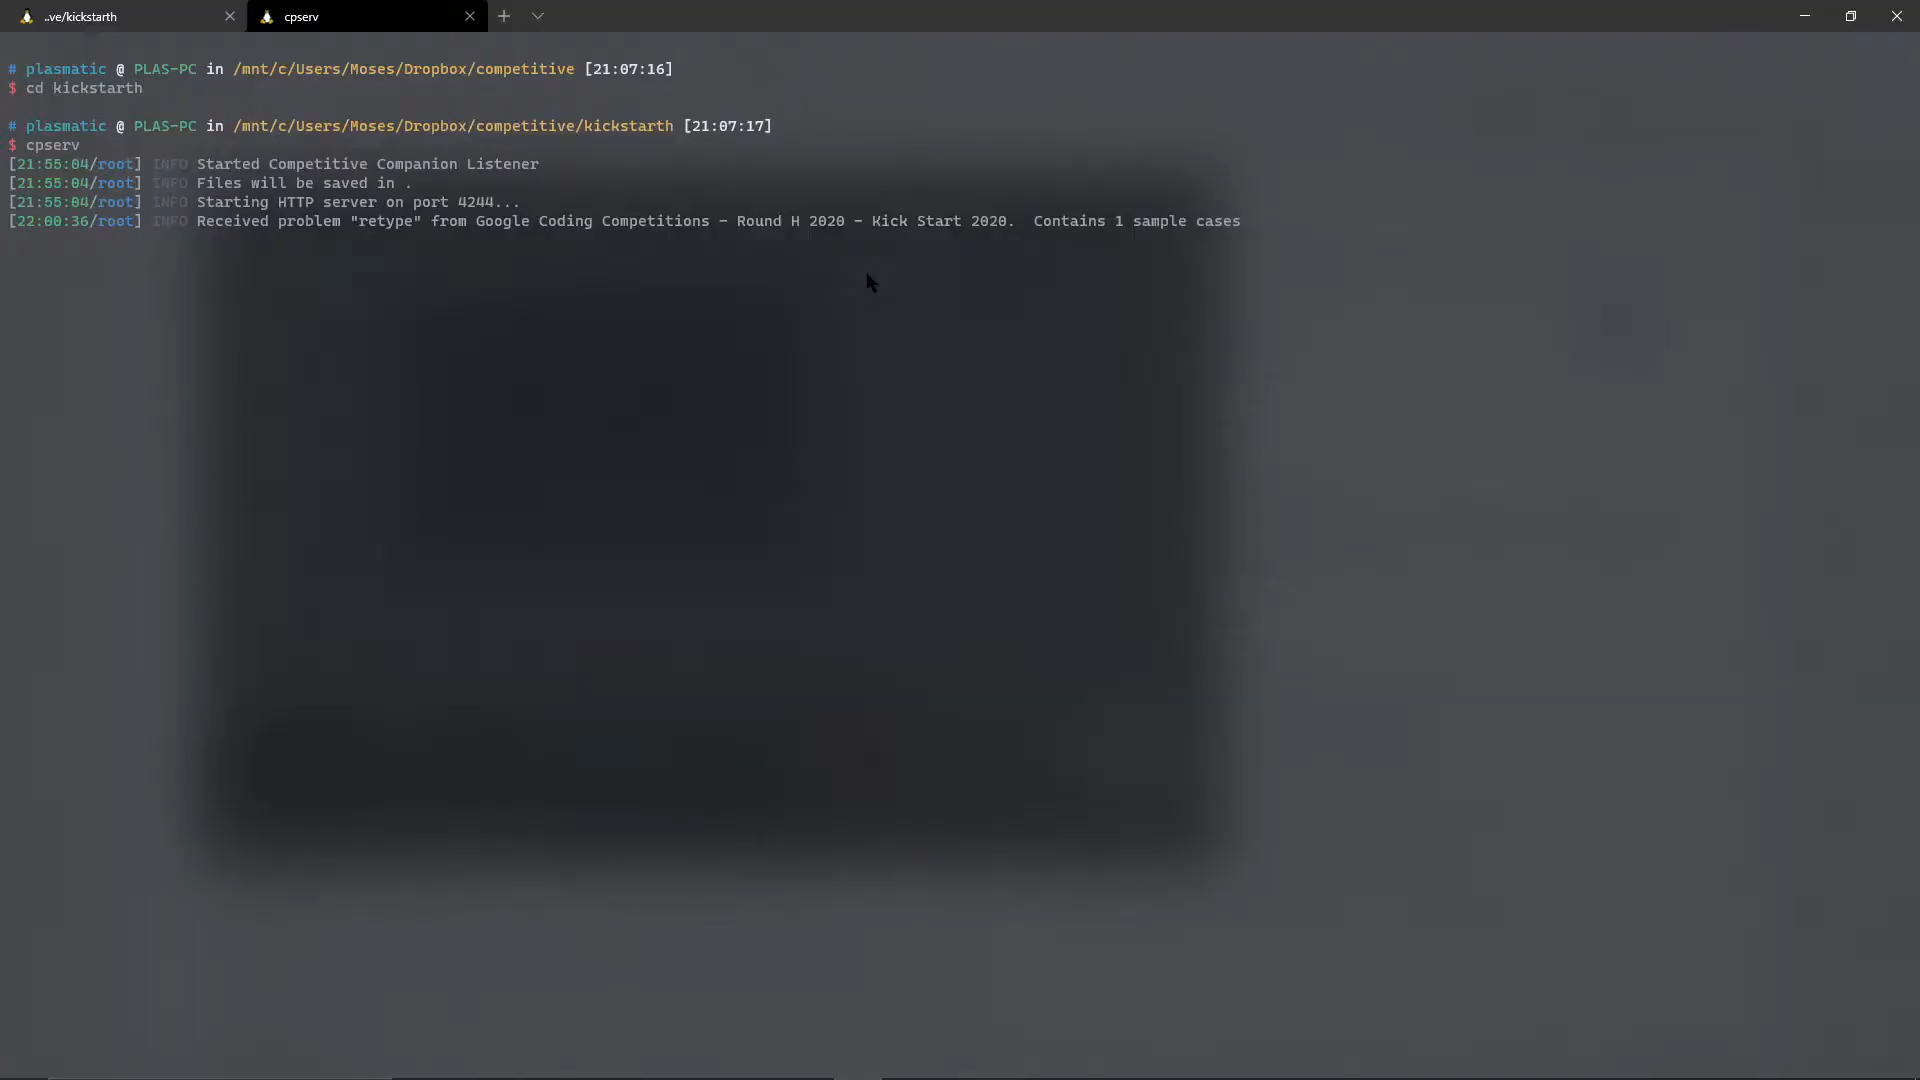 ..ve/kickstarth
cpserv
# plasmatic @ PLAS-PC in /mnt/c/Users/Moses/Dropbox/competitive [21:07:16]
$ cd kickstarth
# plasmatic @ PLAS-PC in /mnt/c/Users/Moses/Dropbox/competitive/kickstarth [21:07:17]
$ cpserv
[21:55:04/root] INFO Started Competitive Companion Listener
[21:55:04/root] INFO Files will be saved in .
[21:55:04/root] INFO Starting HTTP server on port 4244...
[22:00:36/root] INFO Received problem "retype" from Google Coding Competitions - Round H 2020 - Kick Start 2020.  Contains 1 sample cases